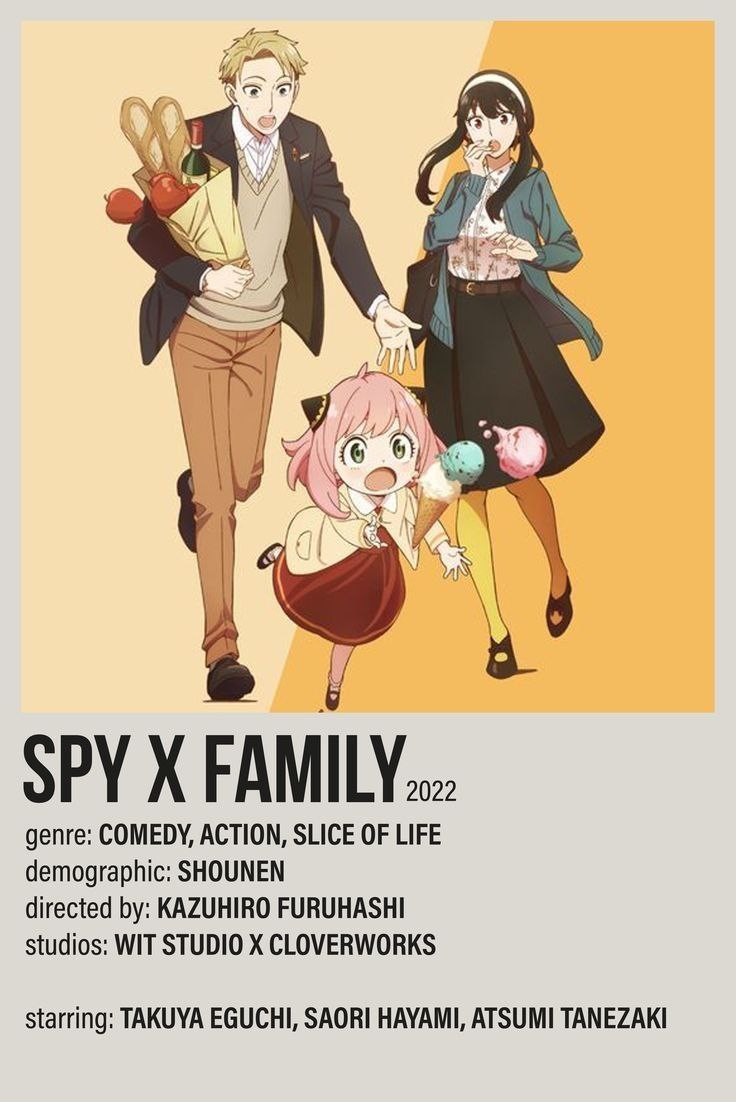 SPY X FAMILY 2022
genre: COMEDY, ACTION, SLICE OF LIFE
demographic: SHOUNEN
directed by: KAZUHIRO FURUHASHI
studios: WIT STUDIO X CLOVERWORKS
starring: TAKUYA EGUCHI, SAORI HAYAMI, ATSUMI TANEZAKI